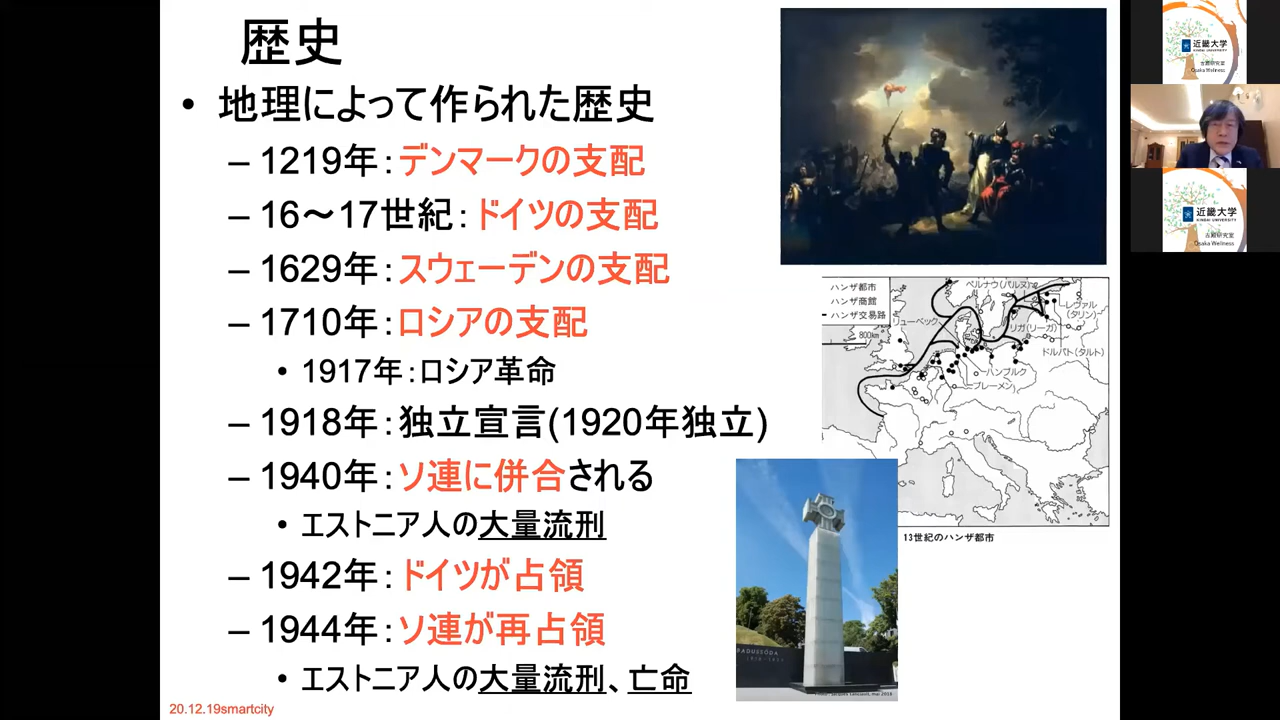 歴史
• 地理によって作られた歴史
– 1219年：デンマークの支配
– 16～17世紀：ドイツの支配
– 1629年：スウェーデンの支配
– 1710年：ロシアの支配
• 1917年：ロシア革命
– 1918年：独立宣言(1920年独立)
– 1940年：ソ連に併合される
• エストニア人の大量流刑
– 1942年：ドイツが占領
– 1944年：ソ連が再占領
• エストニア人の大量流刑、亡命
20.12.19smartcity
ハンザ都市
ハンザ商館
ハンザ交易路
800km
ベルナウ(パルヌ)
レヴァル
(タリン)
リューベック
リガ(リーガ)
ドルパト(タルト)
ハンブルク
ブレーメン
13世紀のハンザ都市
近畿大学
KINDAI UNIVERSITY
Osaka Wellness
近畿大学
KINDAI UNIVERSITY
Osaka Wellness